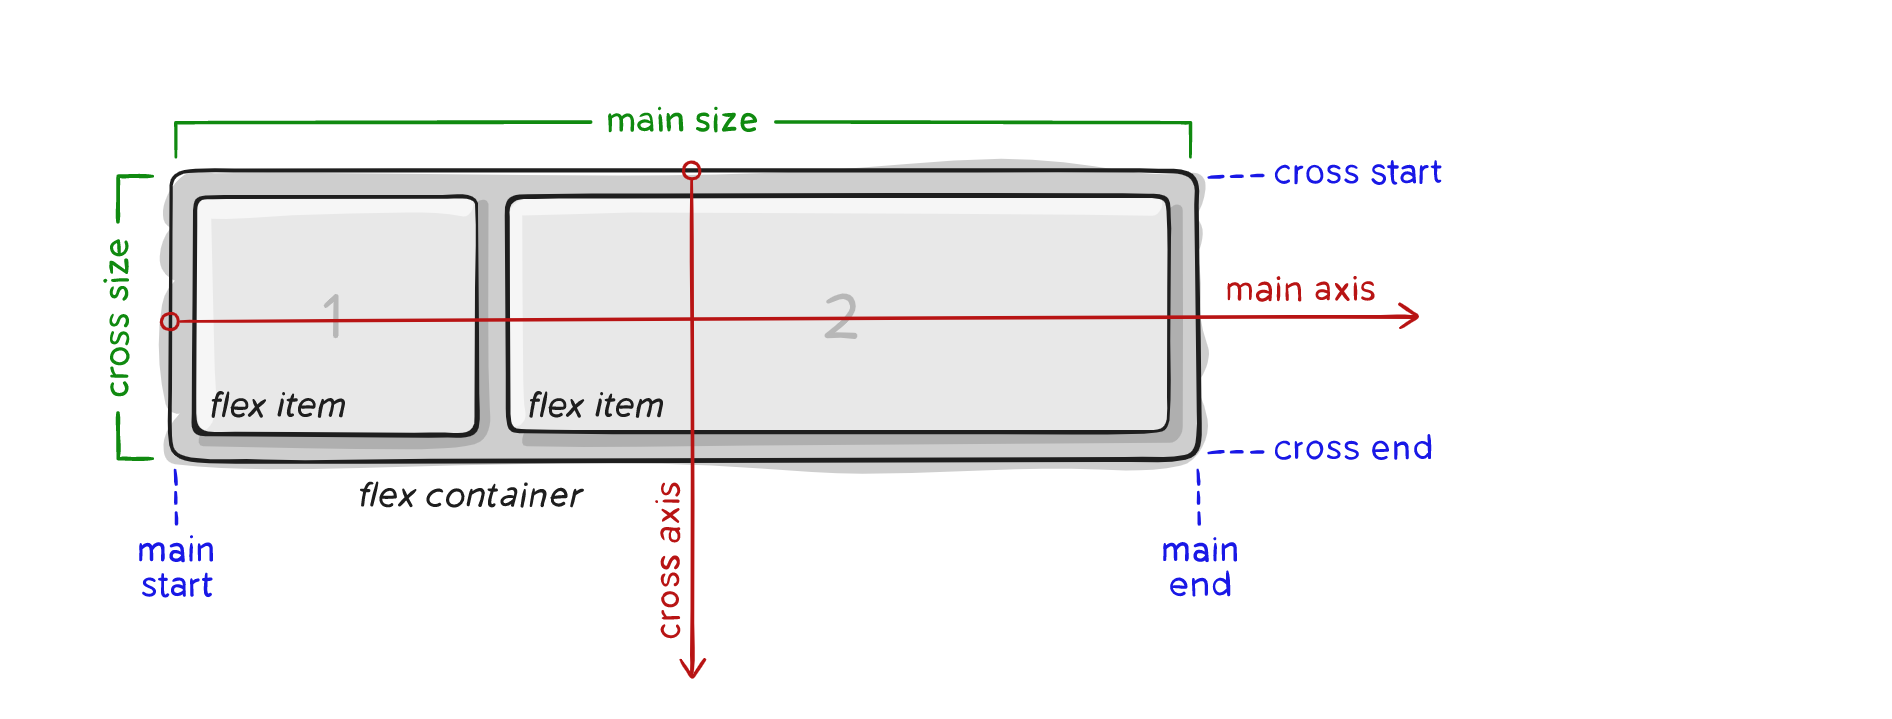 main size
cross start
cross size
main axis
1
2
flex item
flex item
cross end
flex container
cross axis
main
start
main
end